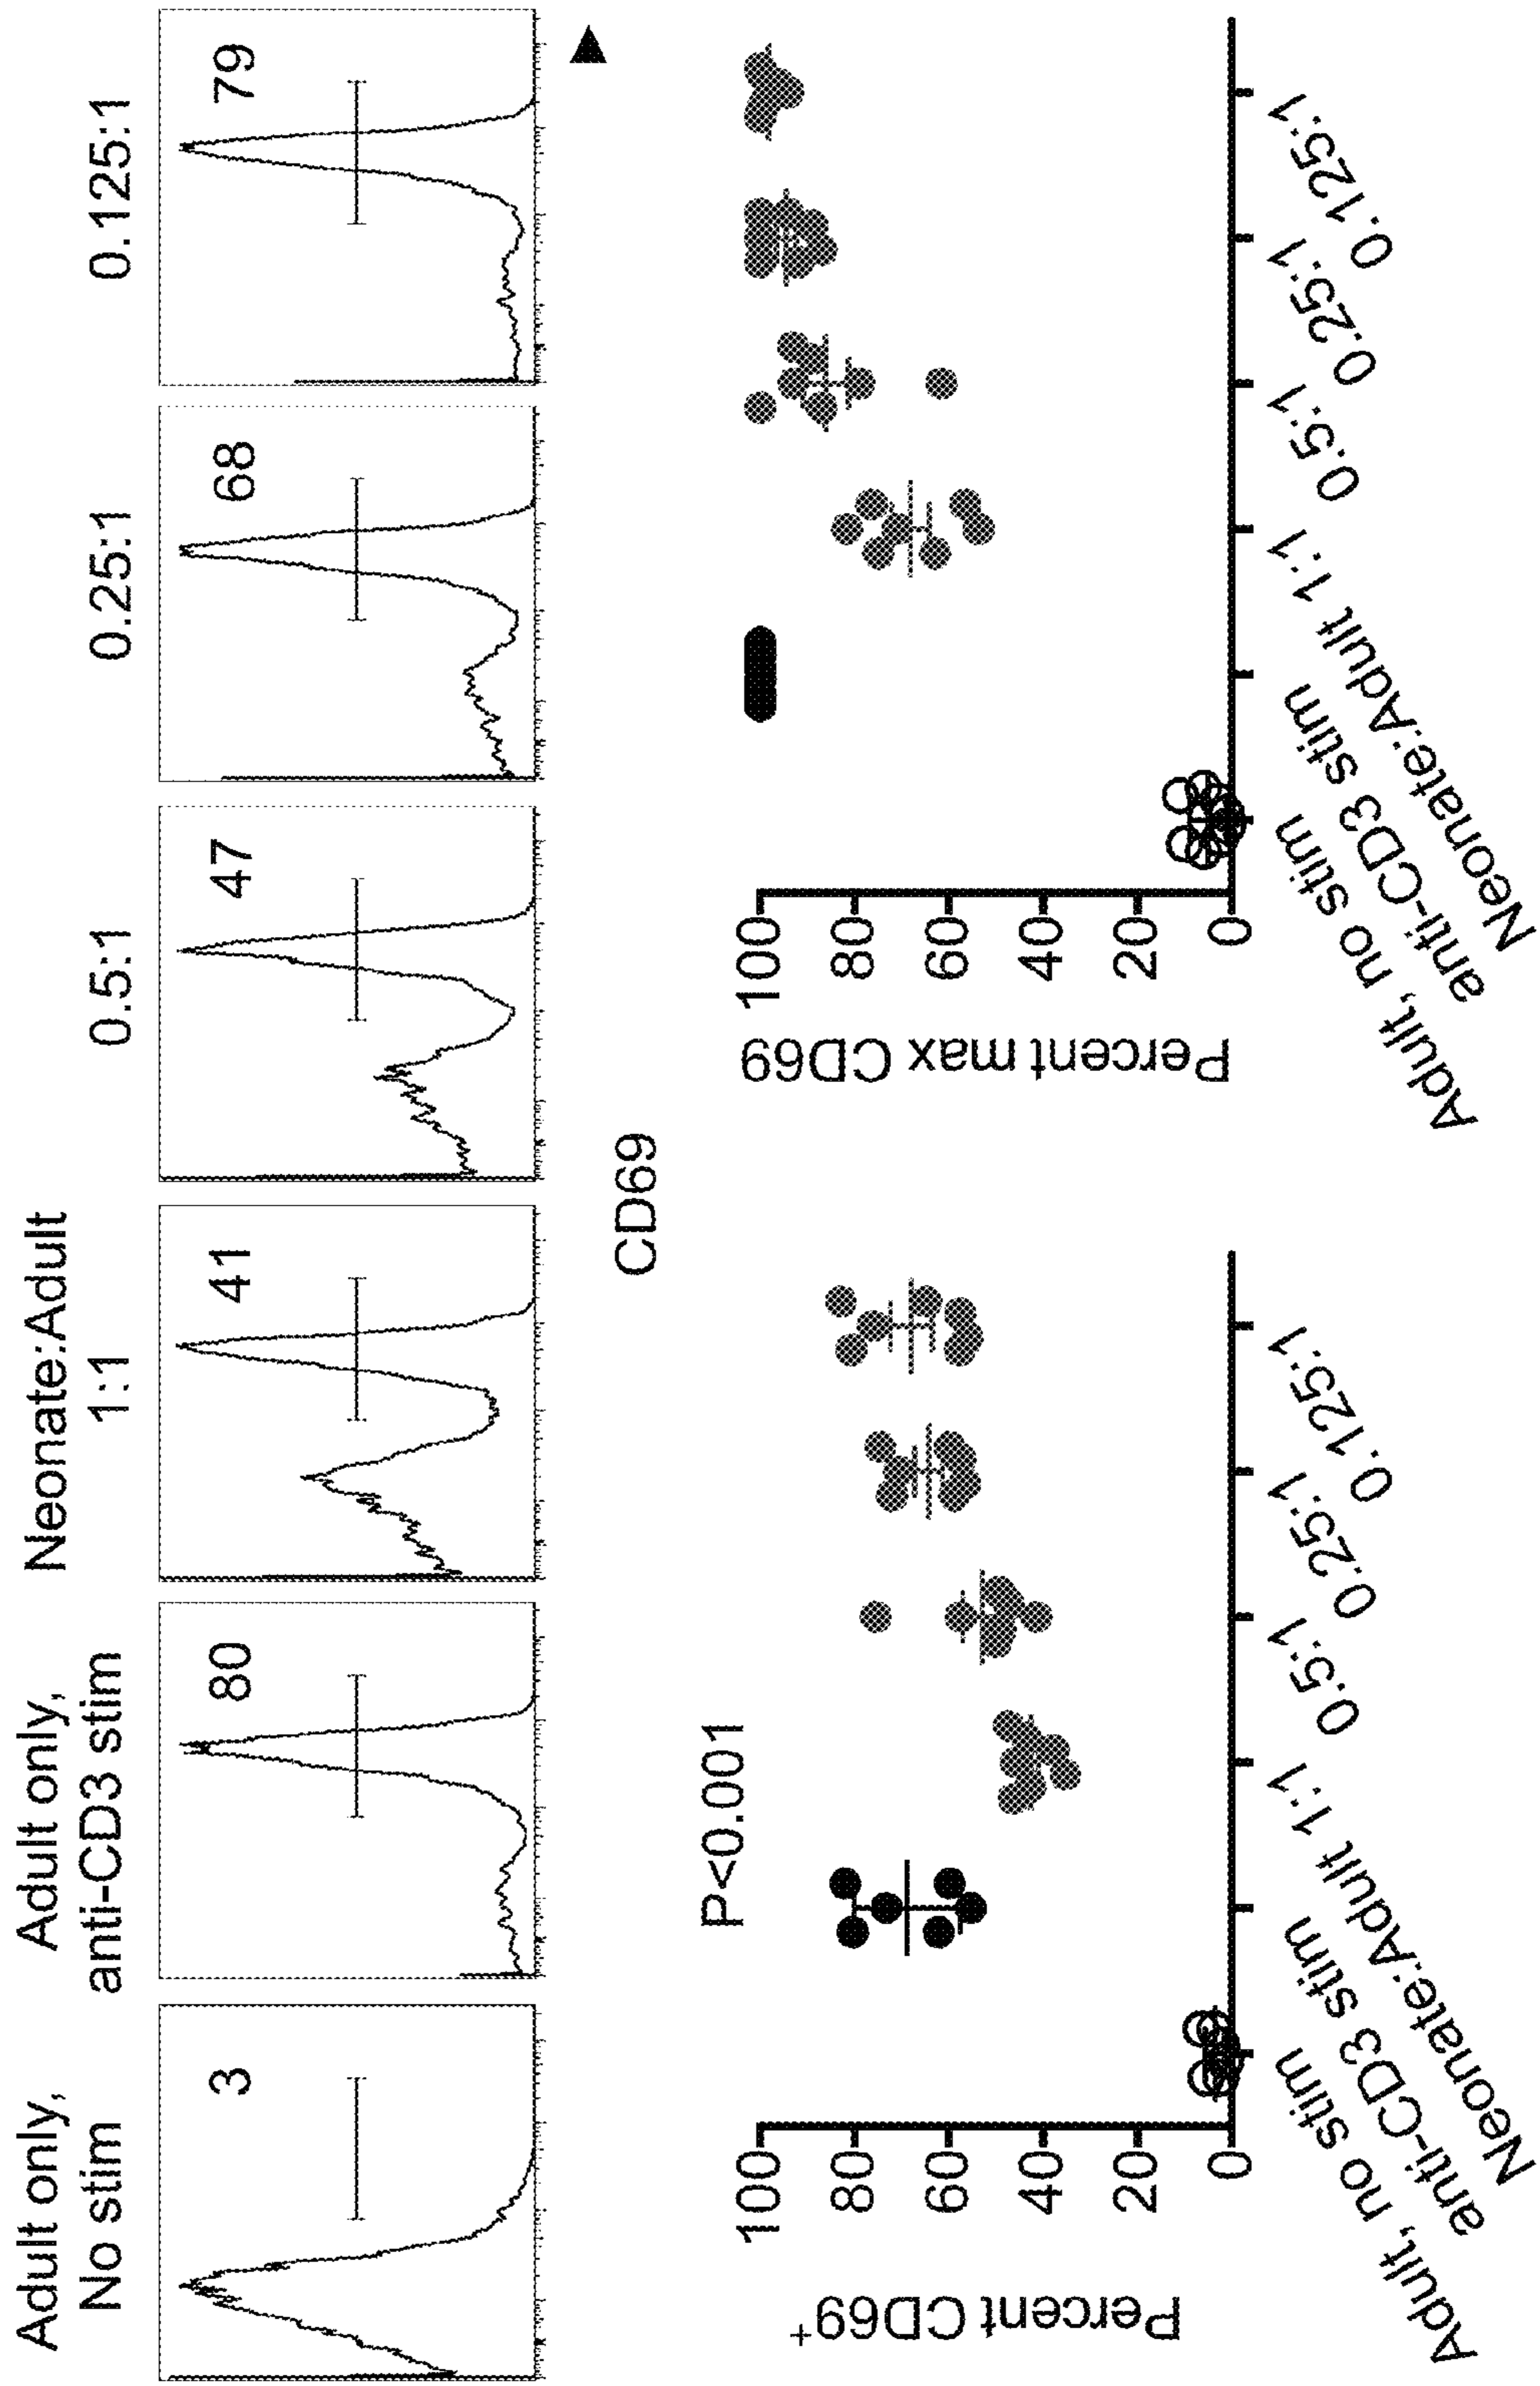 Adult only,
No stim
Adult only,
anti-CD3 stim
Neonate:Adult
1:1
0.5:1
0.25:1
0.125:1
3
80
41
47
68
79
CD69
P<0.001
Percent CD69+
100
80
60
40
20
0
Adult, no stim
anti-CD3 stim
Neonate:Adult 1:1
0.5:1
0.25:1
0.125:1
Percent max CD69
100
80
60
40
20
0
Adult, no stim
anti-CD3 stim
Neonate:Adult 1:1
0.5:1
0.25:1
0.125:1